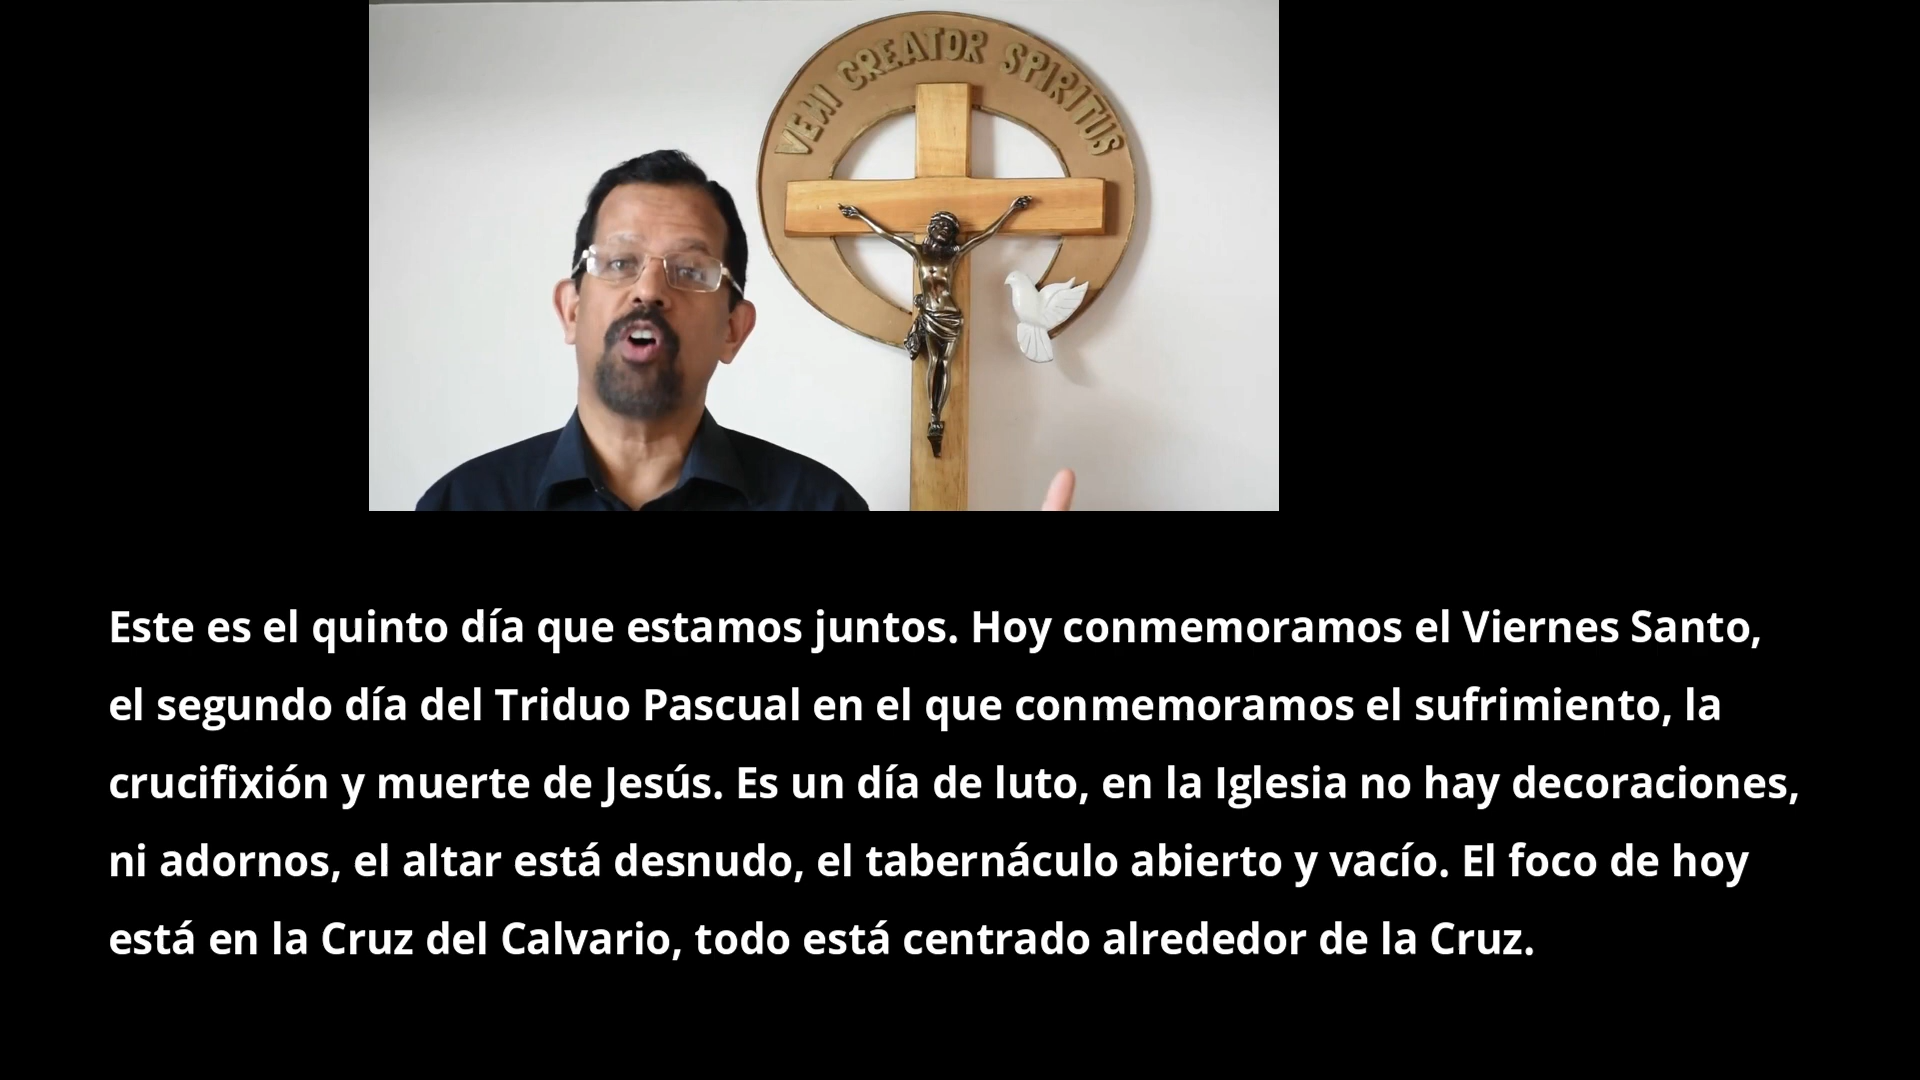 VENI CREATOR SPIRITUS
Este es el quinto día que estamos juntos. Hoy conmemoramos el Viernes Santo,
el segundo día del Triduo Pascual en el que conmemoramos el sufrimiento, la
crucifixión y muerte de Jesús. Es un día de luto, en la Iglesia no hay decoraciones,
ni adornos, el altar está desnudo, el tabernáculo abierto y vacío. El foco de hoy
está en la Cruz del Calvario, todo está centrado alrededor de la Cruz.